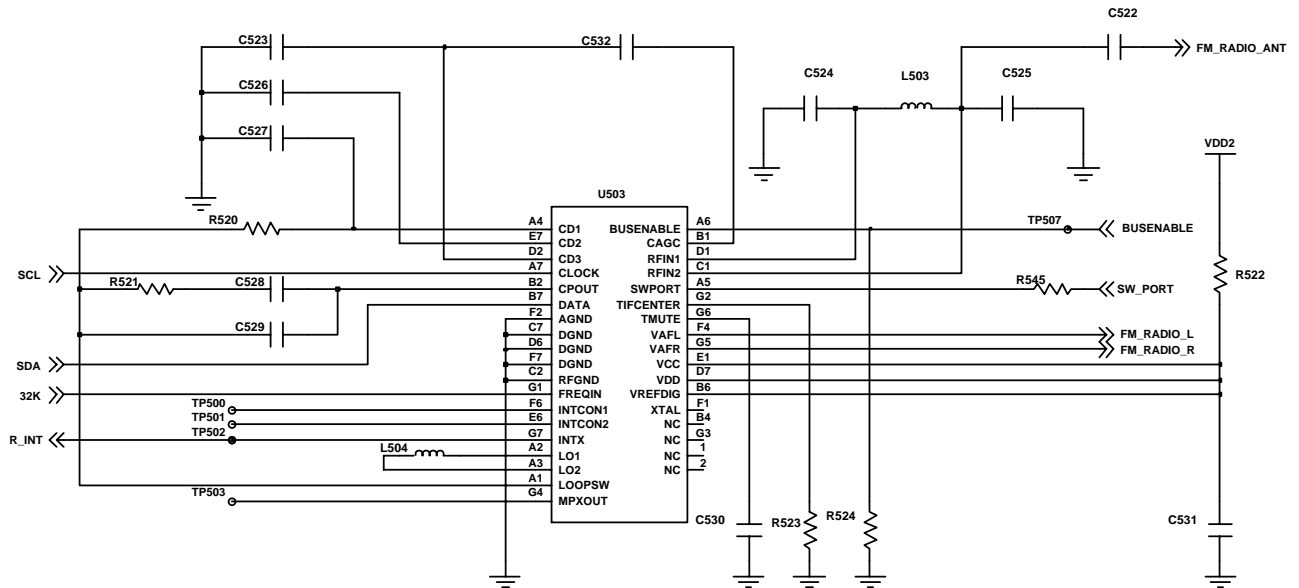 C522
C523
C532
FM_RADIO_ANT
C524
L503
C525
C526
C527
VDD2
U503
R520
A4
CD1
BUSENABLE
A6
TP507
BUSENABLE
E7
CD2
CAGC
B1
D2
CD3
RFIN1
D1
SCL
A7
CLOCK
RFIN2
C1
R522
R521
C528
B2
CPOUT
SWPORT
A5
R545
SW_PORT
B7
DATA
TIFCENTER
G2
F2
AGND
TMUTE
G6
C529
C7
DGND
VAFL
F4
FM_RADIO_L
D6
DGND
VAFR
G5
FM_RADIO_R
SDA
F7
DGND
VCC
E1
C2
RFGND
VDD
D7
32K
G1
FREQIN
VREFDIG
B6
TP500
F6
INTCON1
XTAL
F1
TP501
E6
INTCON2
NC
B4
R_INT
TP502
G7
INTX
NC
G3
L504
A2
LO1
NC
1
A3
LO2
NC
2
A1
LOOPSW
TP503
G4
MPXOUT
C530
R523
R524
C531